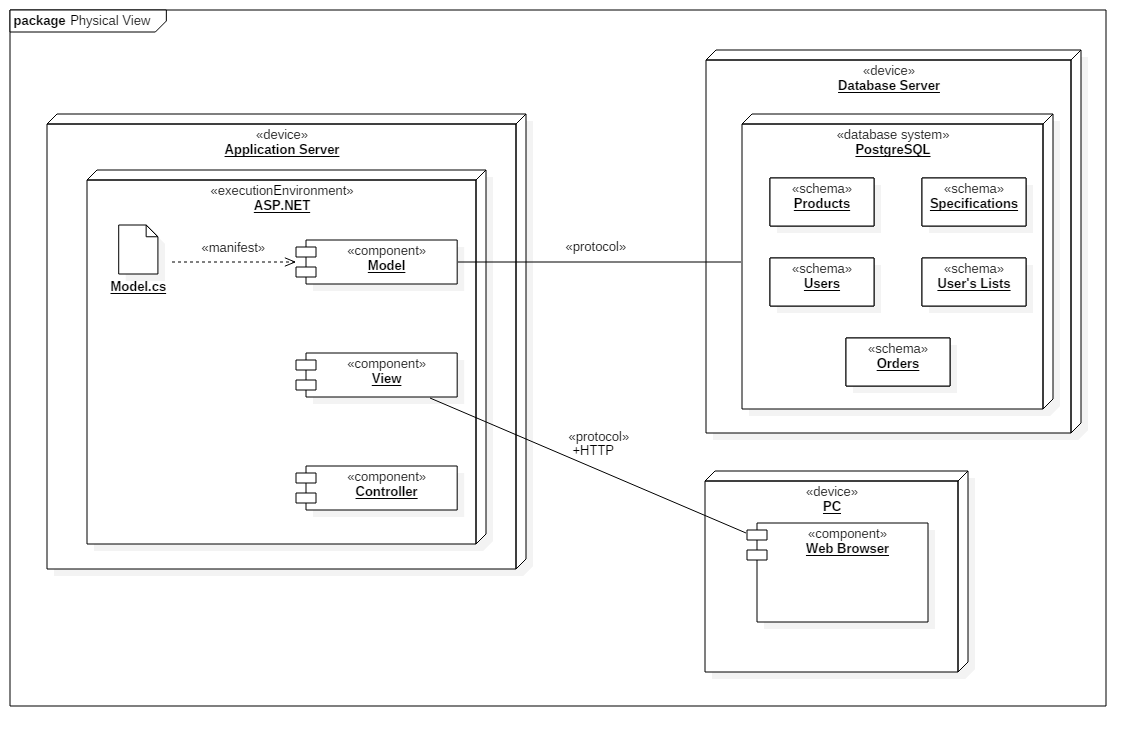 package Physical View
«device»
Application Server
«executionEnvironment»
ASP.NET
Model.cs
«manifest»
«component»
Model
«component»
View
«component»
Controller
«protocol»
«protocol»
+HTTP
«device»
Database Server
«database system»
PostgreSQL
«schema»
Products
«schema»
Specifications
«schema»
Users
«schema»
User's Lists
«schema»
Orders
«device»
PC
«component»
Web Browser